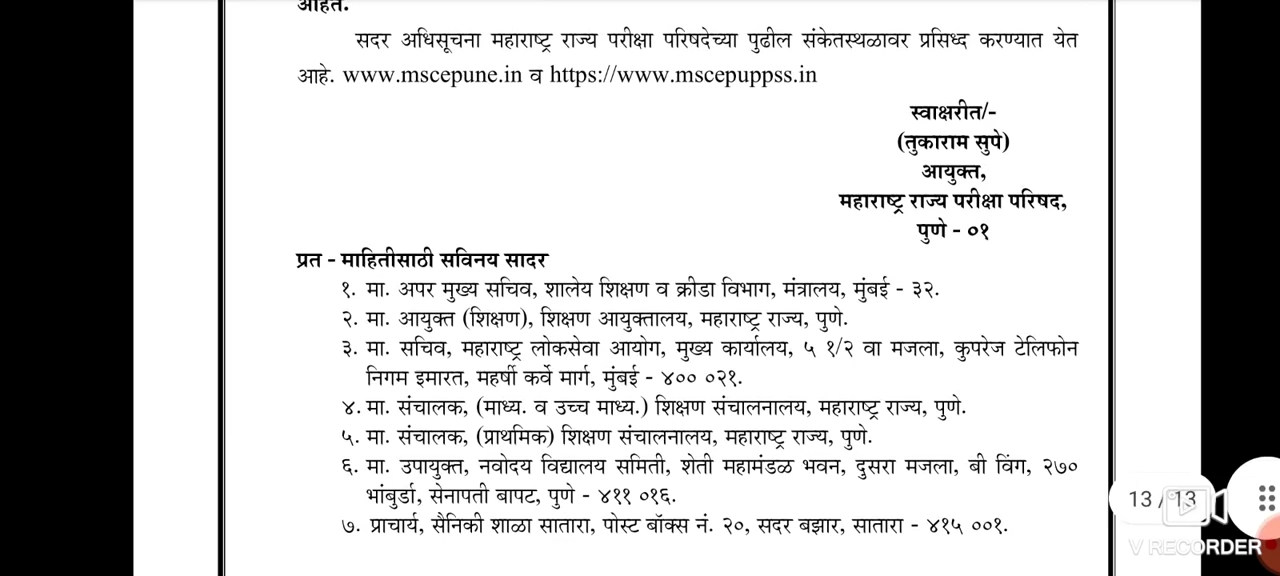 आहेत.
सदर अधिसूचना महाराष्ट्र राज्य परीक्षा परिषदेच्या पुढील संकेतस्थळावर प्रसिध्द करण्यात येत
आहे. www.mscepune.in व https://www.mscepuppss.in
स्वाक्षरीत/-
(तुकाराम सुपे)
आयुक्त,
महाराष्ट्र राज्य परीक्षा परिषद,
पुणे - ०१
प्रत - माहितीसाठी सविनय सादर
१. मा. अपर मुख्य सचिव, शालेय शिक्षण व क्रीडा विभाग, मंत्रालय, मुंबई - ३२.
२. मा. आयुक्त (शिक्षण), शिक्षण आयुक्तालय, महाराष्ट्र राज्य, पुणे.
३. मा. सचिव, महाराष्ट्र लोकसेवा आयोग, मुख्य कार्यालय, ५ १/२ वा मजला, कुपरेज टेलिफोन
निगम इमारत, महर्षी कर्वे मार्ग, मुंबई - ४०० ०२१.
४. मा. संचालक, (माध्य. व उच्च माध्य.) शिक्षण संचालनालय, महाराष्ट्र राज्य, पुणे.
५. मा. संचालक, (प्राथमिक) शिक्षण संचालनालय, महाराष्ट्र राज्य, पुणे.
६. मा. उपायुक्त, नवोदय विद्यालय समिती, शेती महामंडळ भवन, दुसरा मजला, बी विंग, २७०
भांबुर्डा, सेनापती बापट, पुणे - ४११ ०१६.
७. प्राचार्य, सैनिकी शाळा सातारा, पोस्ट बॉक्स नं. २०, सदर बझार, सातारा - ४१५ ००१.
13 / 13
V RECORDER